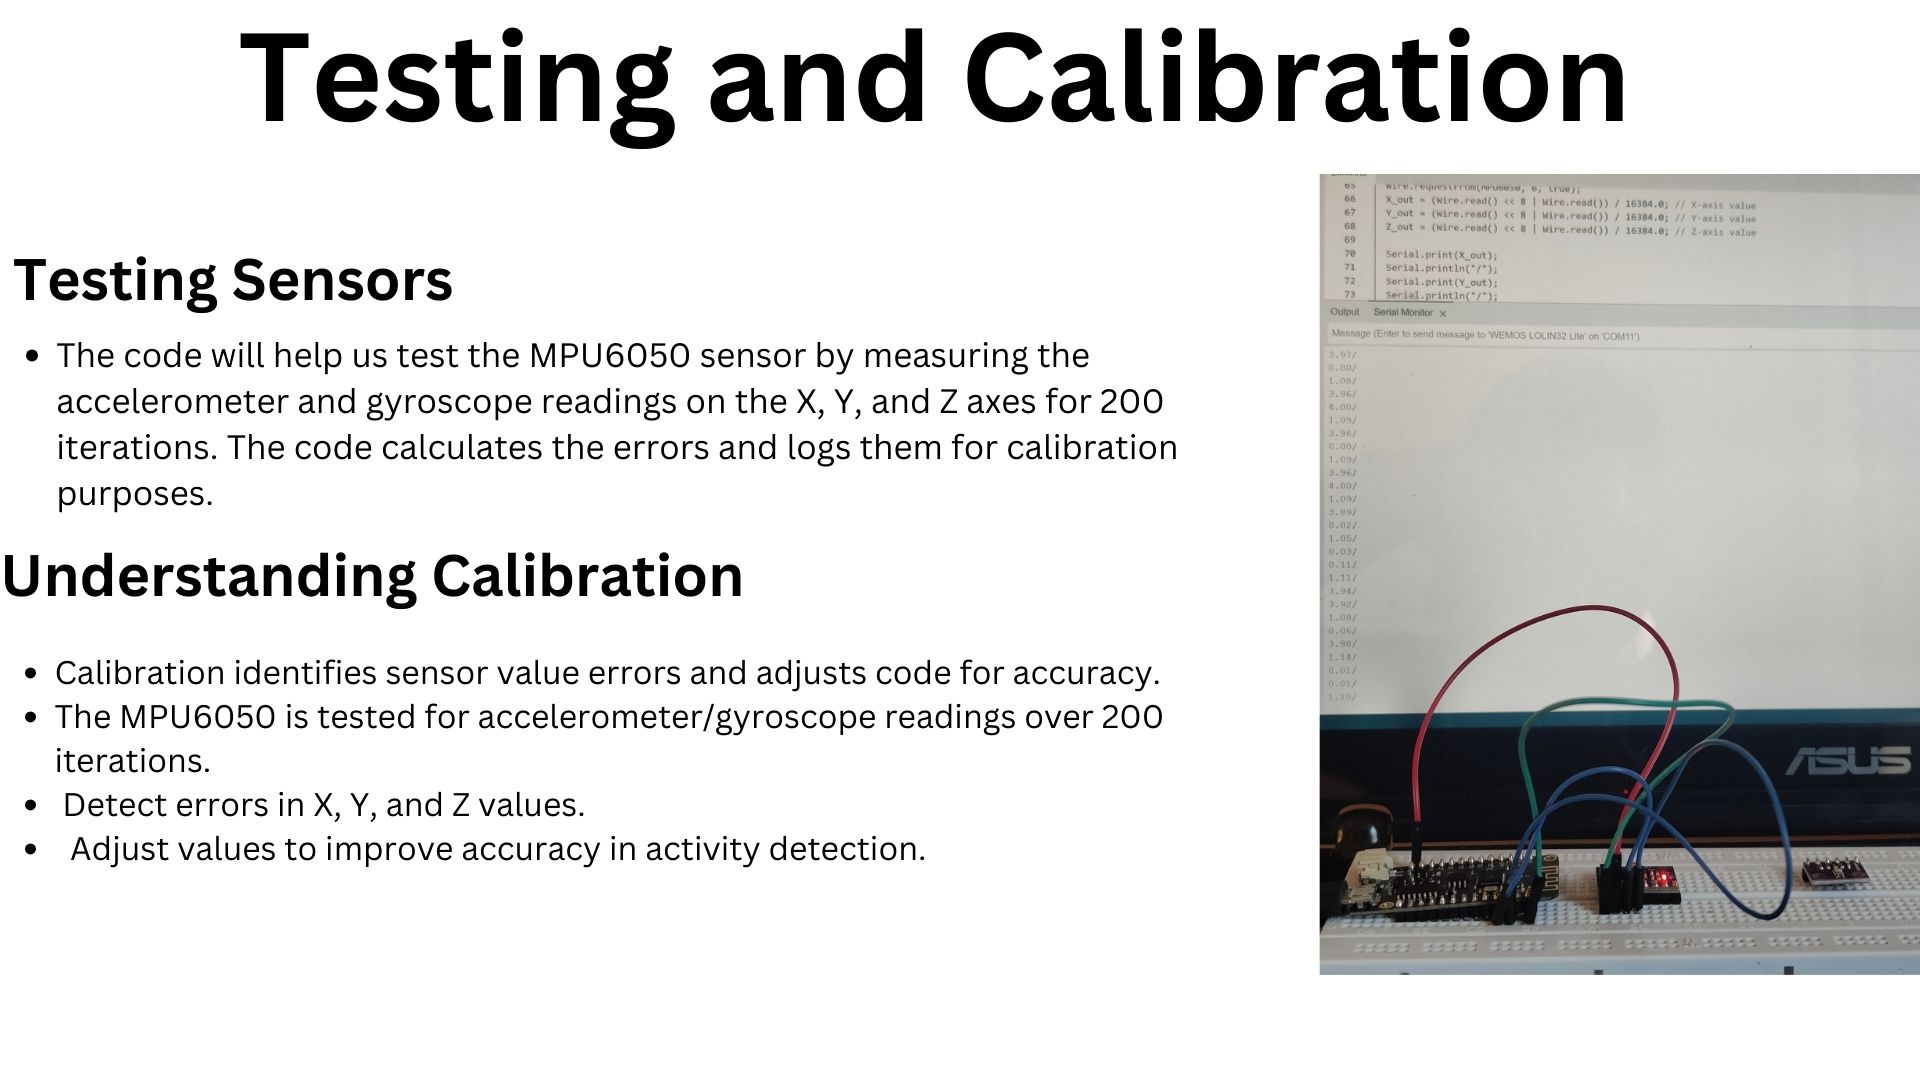 Testing and Calibration
Testing Sensors
• The code will help us test the MPU6050 sensor by measuring the
accelerometer and gyroscope readings on the X, Y, and Z axes for 200
iterations. The code calculates the errors and logs them for calibration
purposes.
Understanding Calibration
• Calibration identifies sensor value errors and adjusts code for accuracy.
• The MPU6050 is tested for accelerometer/gyroscope readings over 200
iterations.
• Detect errors in X, Y, and Z values.
• Adjust values to improve accuracy in activity detection.
65 Wire.requestFrom(MPU6050, 6, true);
66 X_out = (Wire.read() << 8 | Wire.read()) / 16384.0; // X-axis value
67 Y_out = (Wire.read() << 8 | Wire.read()) / 16384.0; // Y-axis value
68 Z_out = (Wire.read() << 8 | Wire.read()) / 16384.0; // Z-axis value
69
70 Serial.print(X_out);
71 Serial.println("/");
72 Serial.print(Y_out);
73 Serial.println("/");
Output Serial Monitor ×
Message (Enter to send message to 'WEMOS LOLIN32 Lite' on 'COM11')
3.97/
0.00/
1.08/
3.96/
4.00/
1.09/
3.96/
0.00/
1.09/
3.96/
4.00/
1.09/
3.89/
0.02/
1.05/
0.03/
0.11/
1.11/
3.94/
3.92/
1.08/
0.06/
3.98/
1.14/
0.01/
0.01/
1.10/
ASUS